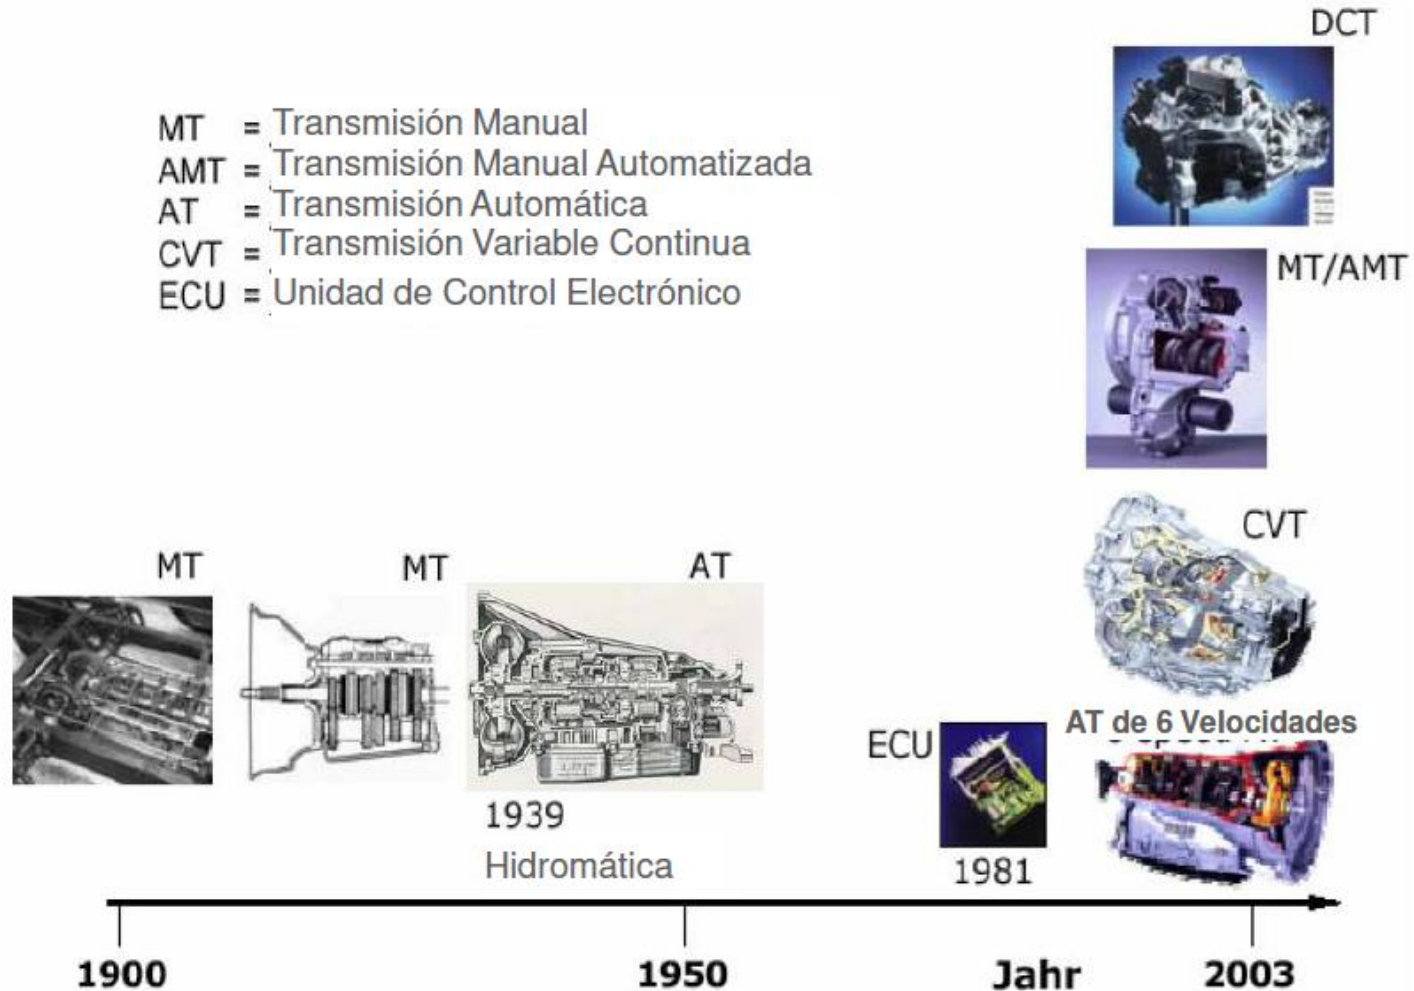 DCT
MT = Transmisión Manual
AMT = Transmisión Manual Automatizada
AT = Transmisión Automática
CVT = Transmisión Variable Continua
ECU = Unidad de Control Electrónico
MT/AMT
CVT
MT
MT
AT
AT de 6 Velocidades
ECU
1939
Hidromática
1981
1900
1950
Jahr
2003